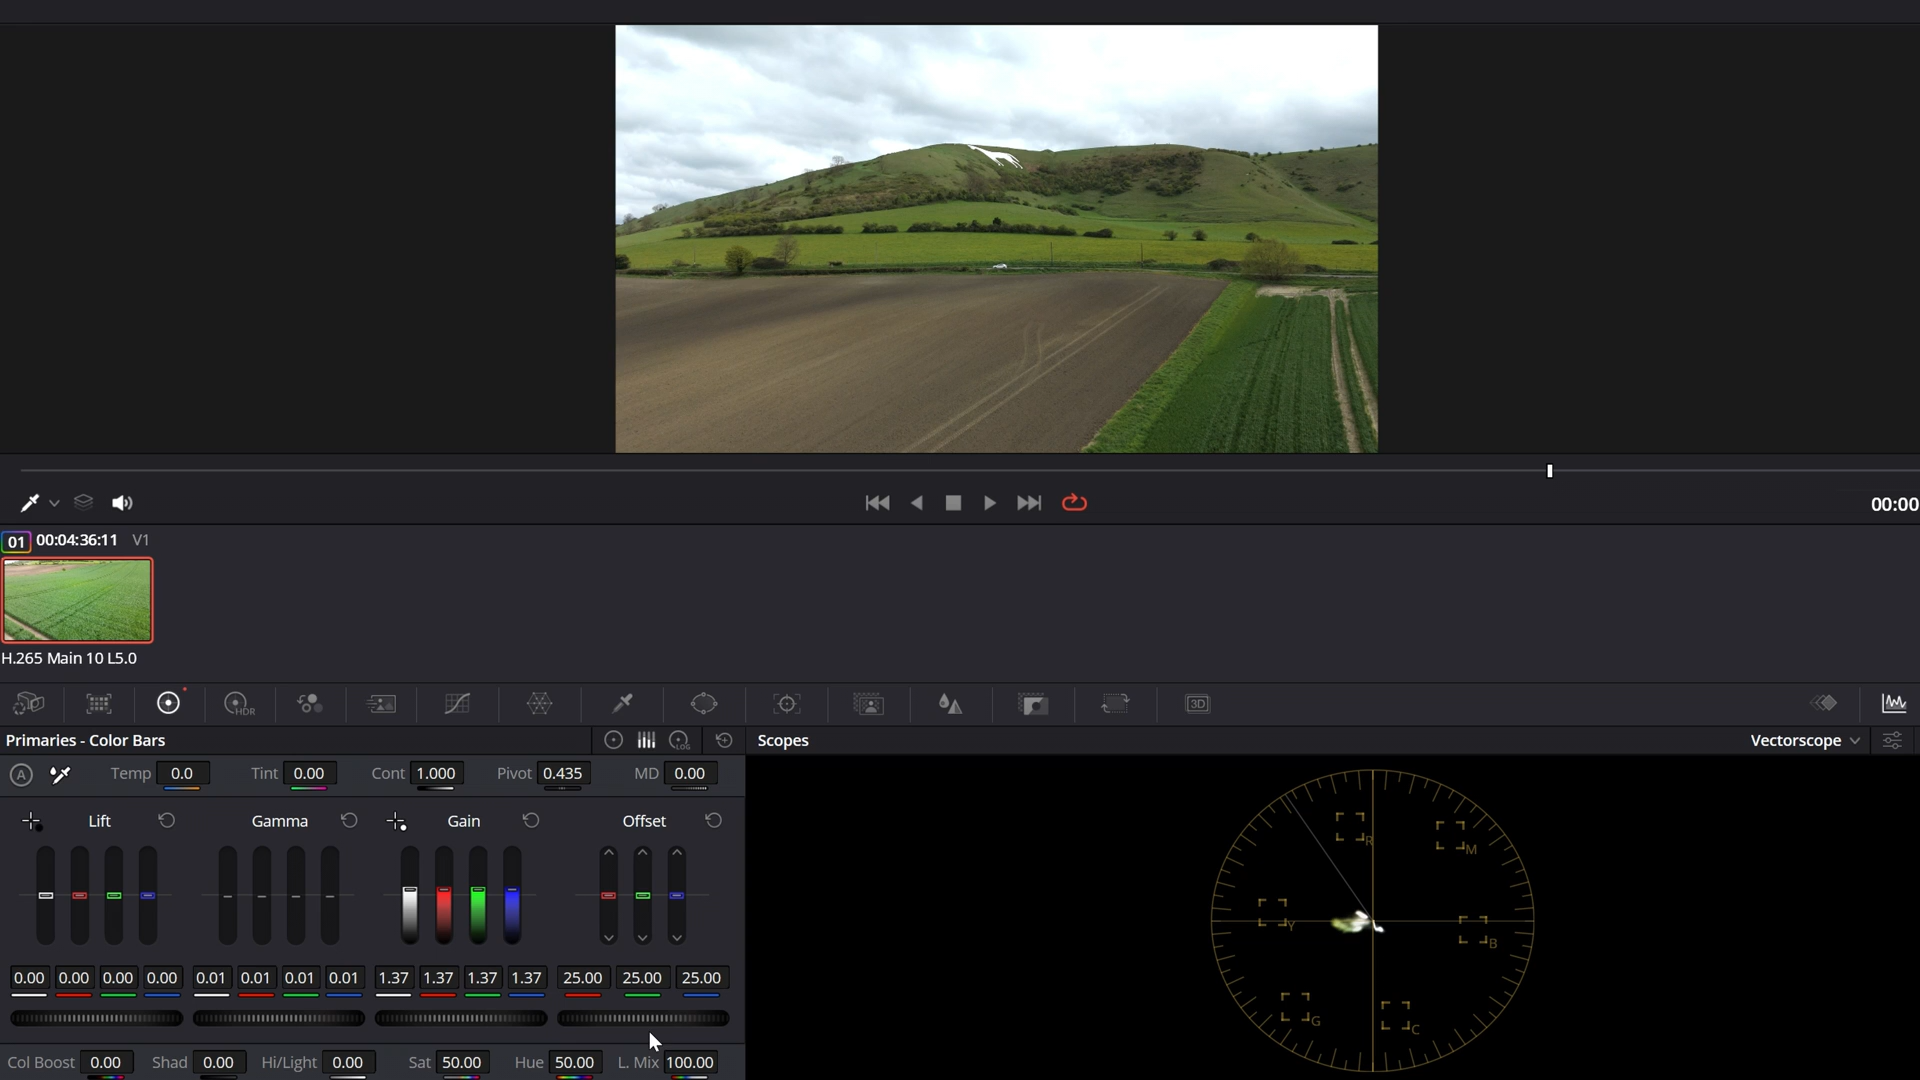 00:00
01 00:04:36:11 V1
H.265 Main 10 L5.0
HDR
3D
Primaries - Color Bars
LOG
Scopes
Vectorscope
A
Temp 0.0 Tint 0.00 Cont 1.000 Pivot 0.435 MD 0.00
Lift Gamma Gain Offset
R
M
Y
B
G
C
0.00 0.00 0.00 0.00 0.01 0.01 0.01 0.01 1.37 1.37 1.37 1.37 25.00 25.00 25.00
Col Boost 0.00 Shad 0.00 Hi/Light 0.00 Sat 50.00 Hue 50.00 L. Mix 100.00